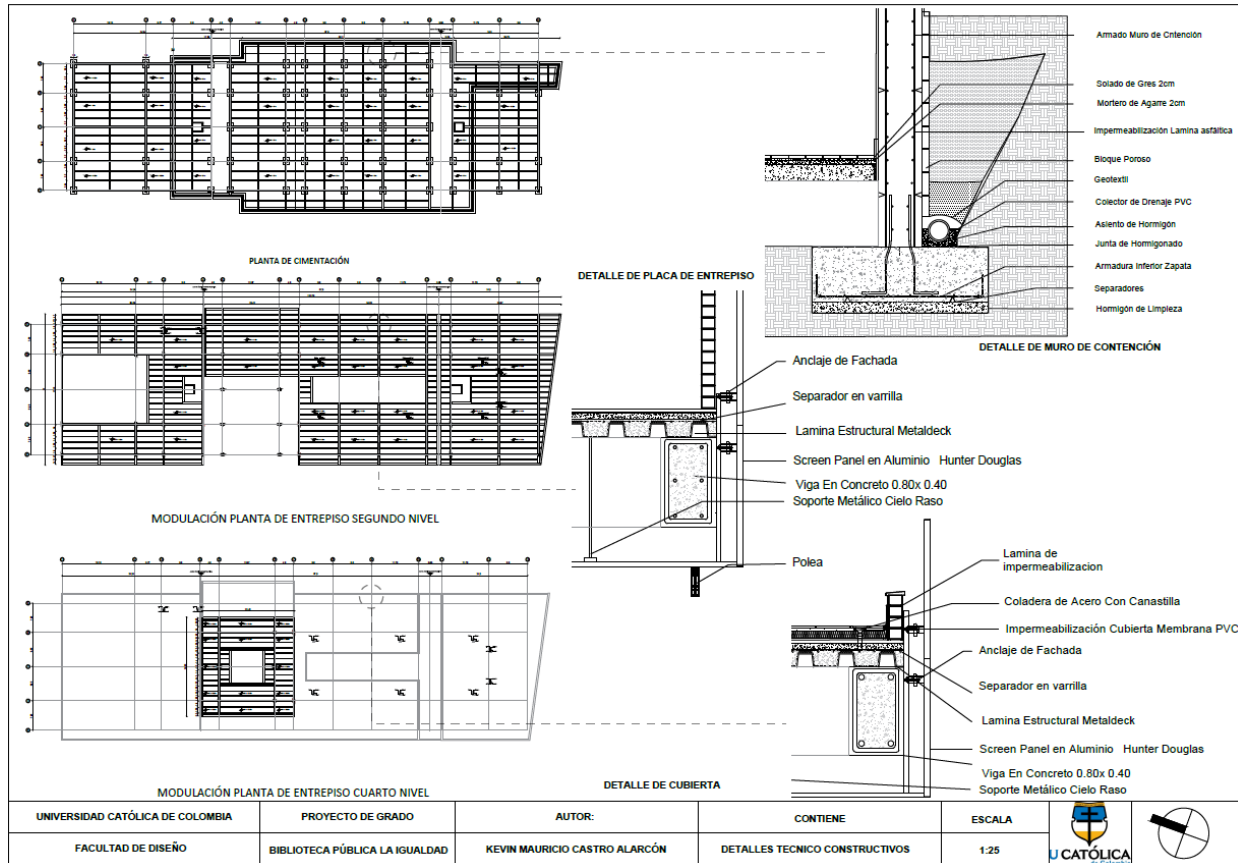 PLANTA DE CIMENTACIÓN
MODULACIÓN PLANTA DE ENTREPISO SEGUNDO NIVEL
MODULACIÓN PLANTA DE ENTREPISO CUARTO NIVEL
Armado Muro de Cntención
Solado de Gres 2cm
Mortero de Agarre 2cm
Impermeabilización Lamina asfáltica
Bloque Poroso
Geotextil
Colector de Drenaje PVC
Asiento de Hormigón
Junta de Hormigonado
Armadura Inferior Zapata
Separadores
Hormigón de Limpieza
DETALLE DE MURO DE CONTENCIÓN
DETALLE DE PLACA DE ENTREPISO
Anclaje de Fachada
Separador en varrilla
Lamina Estructural Metaldeck
Screen Panel en Aluminio Hunter Douglas
Viga En Concreto 0.80x 0.40
Soporte Metálico Cielo Raso
Polea
Lamina de
impermeabilizacion
Coladera de Acero Con Canastilla
Impermeabilización Cubierta Membrana PVC
Anclaje de Fachada
Separador en varrilla
Lamina Estructural Metaldeck
Screen Panel en Aluminio Hunter Douglas
Viga En Concreto 0.80x 0.40
Soporte Metálico Cielo Raso
DETALLE DE CUBIERTA
UNIVERSIDAD CATÓLICA DE COLOMBIA
PROYECTO DE GRADO
AUTOR:
CONTIENE
ESCALA
FACULTAD DE DISEÑO
BIBLIOTECA PÚBLICA LA IGUALDAD
KEVIN MAURICIO CASTRO ALARCÓN
DETALLES TECNICO CONSTRUCTIVOS
1:25
U CATÓLICA
de Colombia